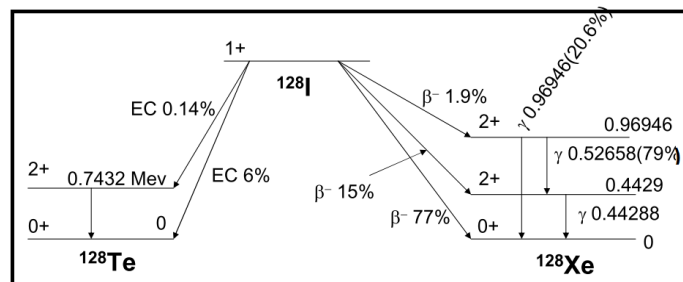 1+
128I
EC 0.14%
EC 6%
2+
0.7432 Mev
0+
0
128Te
β– 1.9%
β– 15%
β– 77%
γ 0.96946(20.6%)
2+
0.96946
γ 0.52658(79%)
2+
0.4429
γ 0.44288
0+
0
128Xe